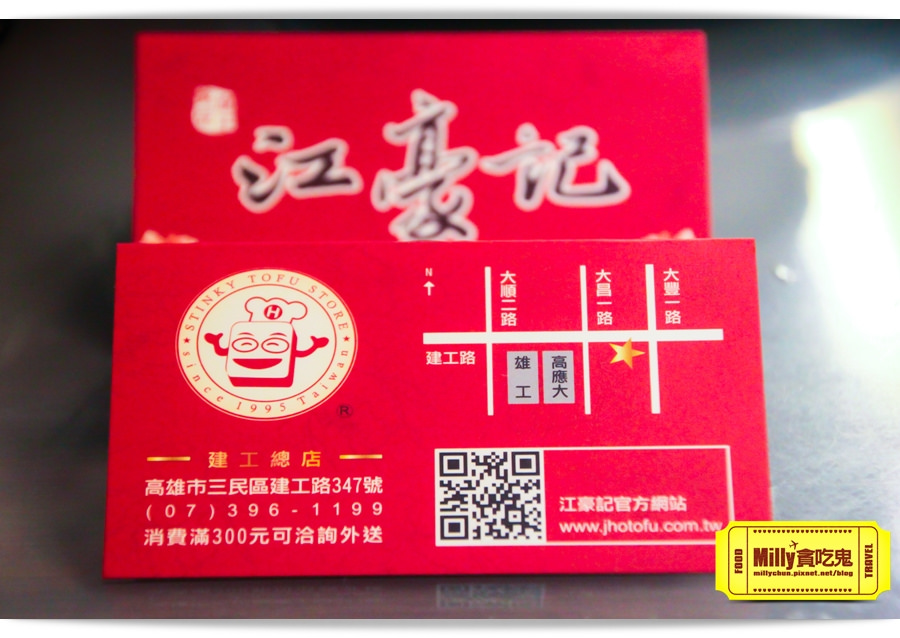 江豪記
STINKY TOFU STORE
H
Since 1995 Taiwan
®
建工總店
高雄市三民區建工路347號
(07)396-1199
消費滿300元可洽詢外送
N
大順二路
大昌一路
大豐一路
建工路
雄工
高應大
江豪記官方網站
www.jhotofu.com.tw
FOOD
Milly貪吃鬼
millychun.pixnet.net/blog
TRAVEL